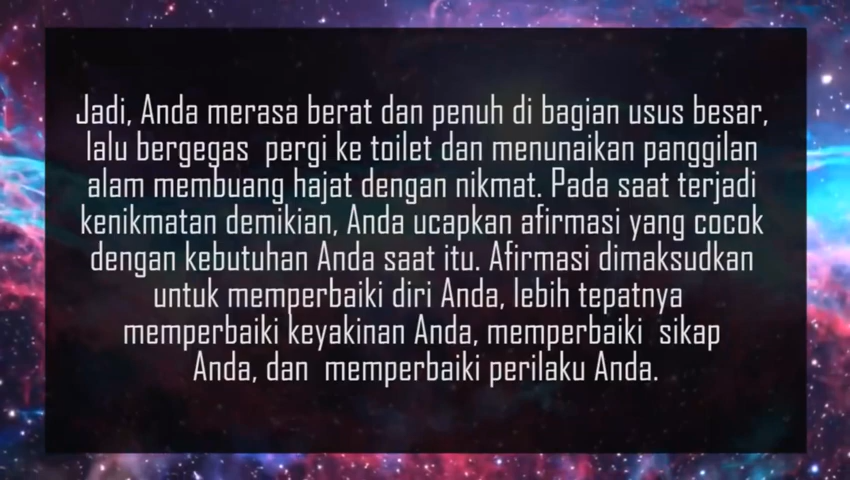 Jadi, Anda merasa berat dan penuh di bagian usus besar,
lalu bergegas  pergi ke toilet dan menunaikan panggilan
alam membuang hajat dengan nikmat. Pada saat terjadi
kenikmatan demikian, Anda ucapkan afirmasi yang cocok
dengan kebutuhan Anda saat itu. Afirmasi dimaksudkan
untuk memperbaiki diri Anda, lebih tepatnya
memperbaiki keyakinan Anda, memperbaiki  sikap
Anda, dan  memperbaiki perilaku Anda.